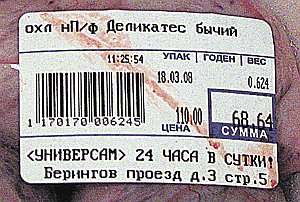 охл нП/ф Деликатес бычий
УПАК ГОДЕН ВЕС
11:25:54 18.03.08 0.624
110.00 68.64
ЦЕНА СУММА
1 170170 006245
<УНИВЕРСАМ> 24 ЧАСА В СУТКИ!
Берингов проезд д.3 стр.5